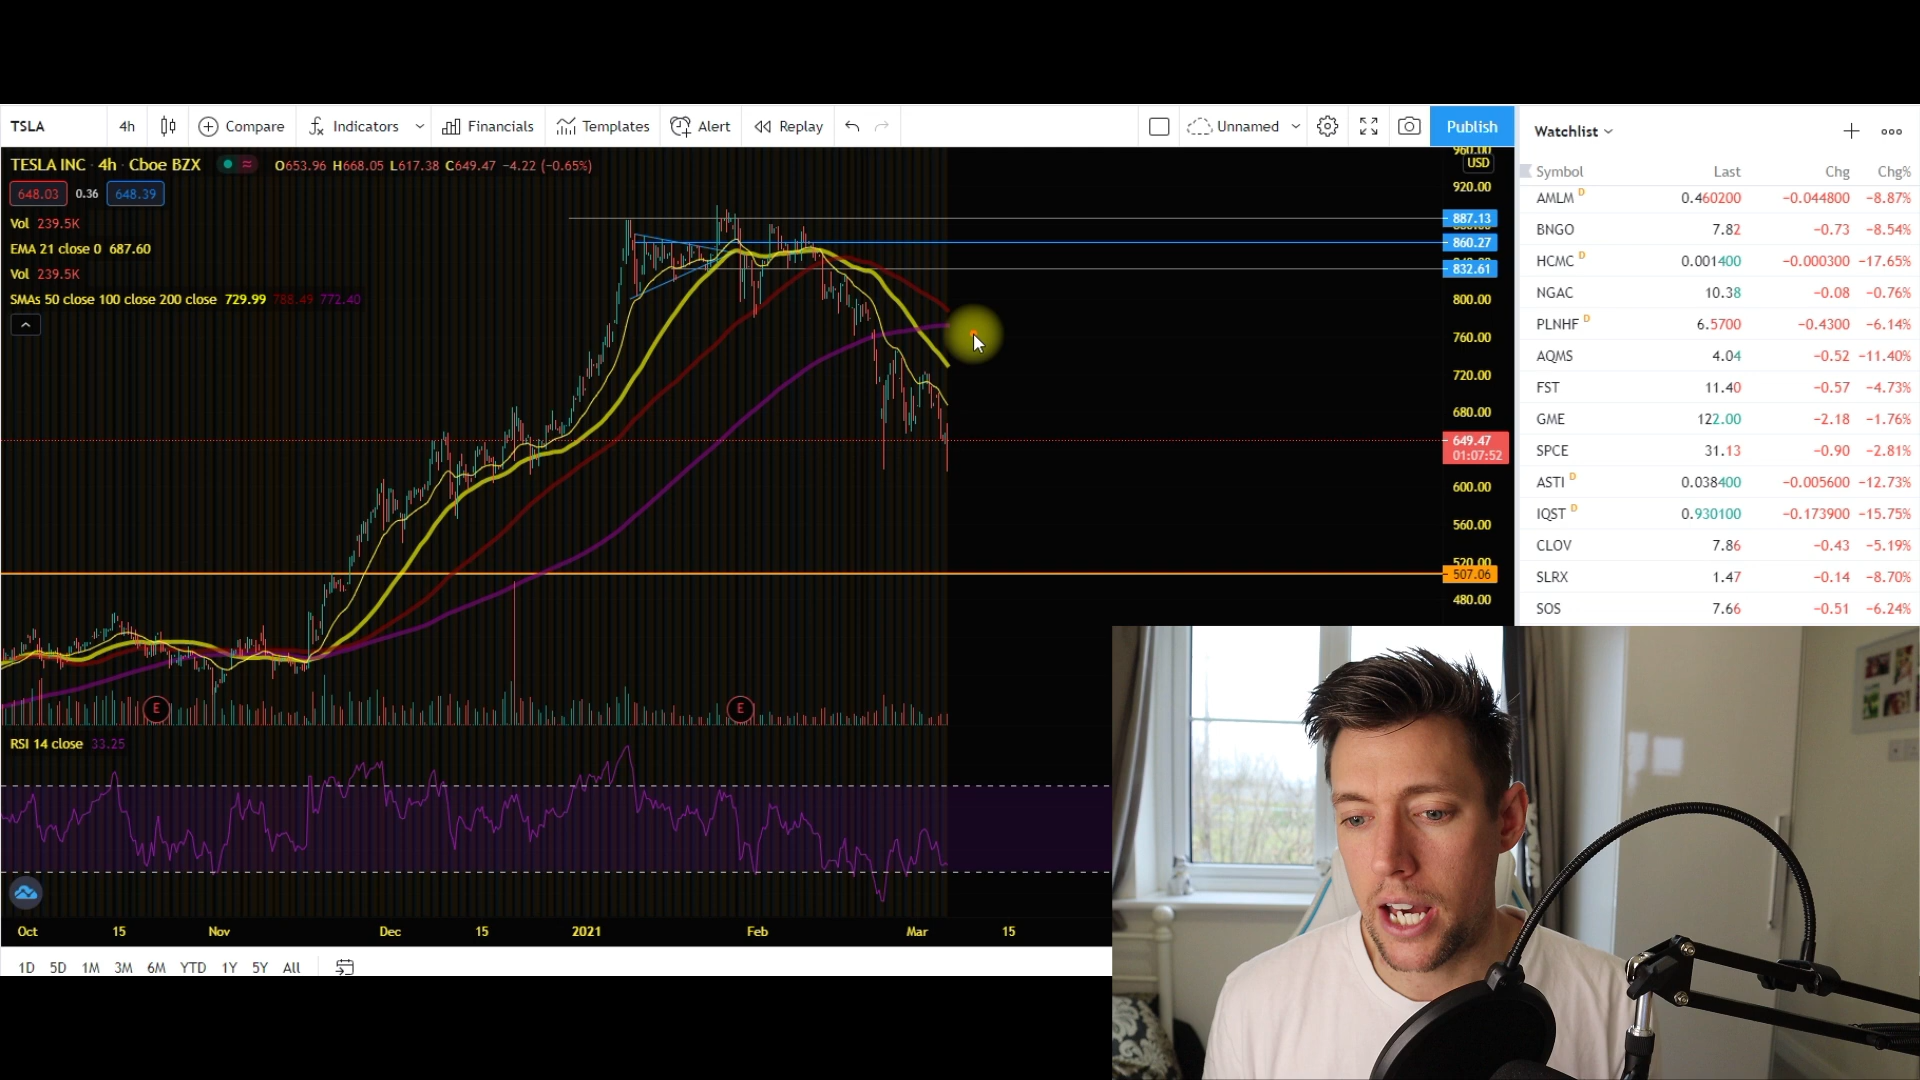 TSLA 4h Compare Indicators Financials Templates Alert Replay Unnamed Publish
TESLA INC · 4h · Cboe BZX O653.96 H668.05 L617.38 C649.47 −4.22 (−0.65%)
648.03 0.36 648.39
Vol 239.5K
EMA 21 close 0 687.60
Vol 239.5K
SMAs 50 close 100 close 200 close 729.99 788.49 772.40
960.00
USD
920.00
887.13
860.27
832.61
800.00
760.00
720.00
680.00
649.47
01:07:52
600.00
560.00
520.00
507.06
480.00
E E
RSI 14 close 33.25
Oct 15 Nov Dec 15 2021 Feb Mar 15
1D 5D 1M 3M 6M YTD 1Y 5Y All
Watchlist
Symbol Last Chg Chg%
AMLM D 0.460200 −0.044800 −8.87%
BNGO 7.82 −0.73 −8.54%
HCMC D 0.001400 −0.000300 −17.65%
NGAC 10.38 −0.08 −0.76%
PLNHF D 6.5700 −0.4300 −6.14%
AQMS 4.04 −0.52 −11.40%
FST 11.40 −0.57 −4.73%
GME 122.00 −2.18 −1.76%
SPCE 31.13 −0.90 −2.81%
ASTI D 0.038400 −0.005600 −12.73%
IQST D 0.930100 −0.173900 −15.75%
CLOV 7.86 −0.43 −5.19%
SLRX 1.47 −0.14 −8.70%
SOS 7.66 −0.51 −6.24%